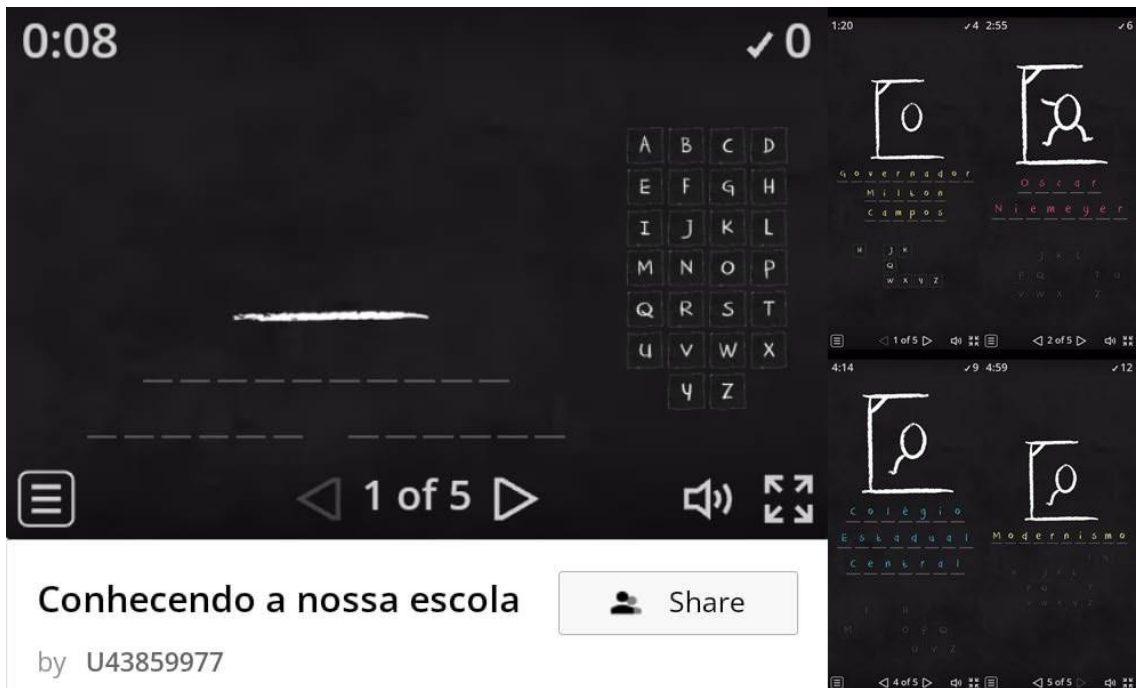 0:08 ✓ 0
A B C D
E F G H
I J K L
M N O P
Q R S T
U V W X
Y Z
1 of 5
Conhecendo a nossa escola
Share
by U43859977
1:20 ✓4
Governador
Milton
Campos
H J K
Q
W X Y Z
1 of 5
2:55 ✓6
Oscar
Niemeyer
J K L
P Q T U
V W X Z
2 of 5
4:14 ✓9
Colégio
Estadual
Central
4 of 5
4:59 ✓12
Modernismo
5 of 5